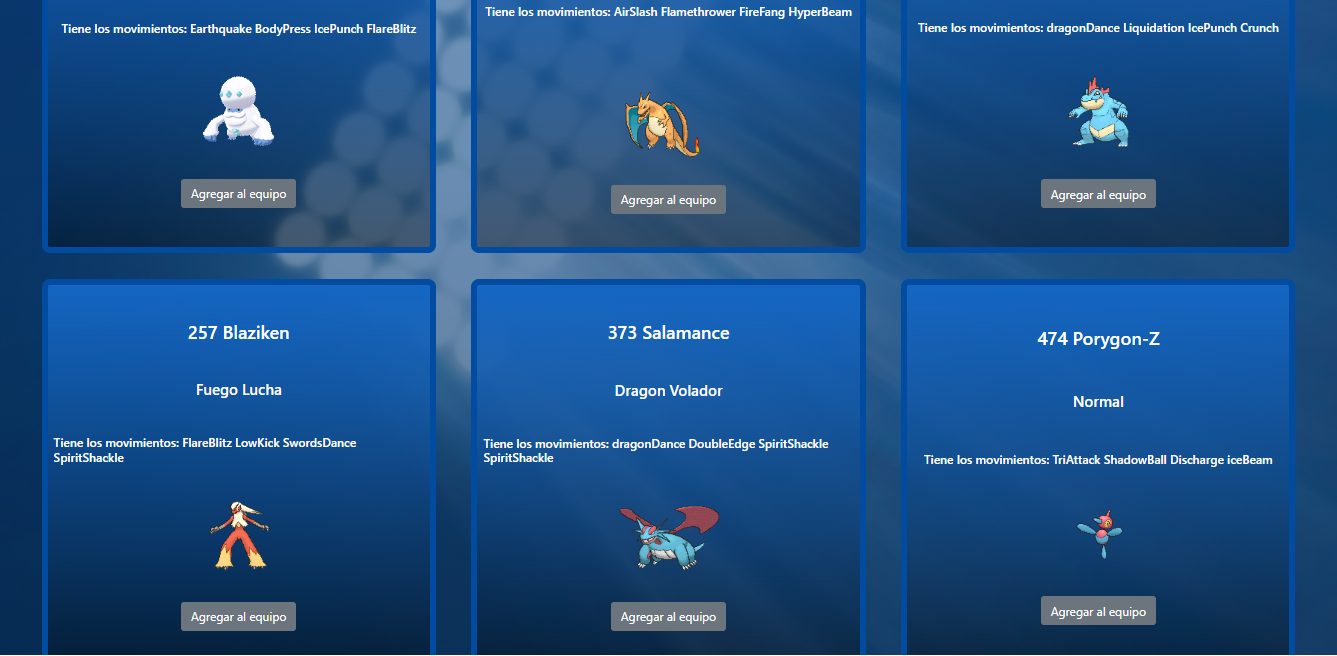 Tiene los movimientos: Earthquake BodyPress IcePunch FlareBlitz
Agregar al equipo
Tiene los movimientos: AirSlash Flamethrower FireFang HyperBeam
Agregar al equipo
Tiene los movimientos: dragonDance Liquidation IcePunch Crunch
Agregar al equipo
257 Blaziken
Fuego Lucha
Tiene los movimientos: FlareBlitz LowKick SwordsDance
SpiritShackle
Agregar al equipo
373 Salamance
Dragon Volador
Tiene los movimientos: dragonDance DoubleEdge SpiritShackle
SpiritShackle
Agregar al equipo
474 Porygon-Z
Normal
Tiene los movimientos: TriAttack ShadowBall Discharge iceBeam
Agregar al equipo